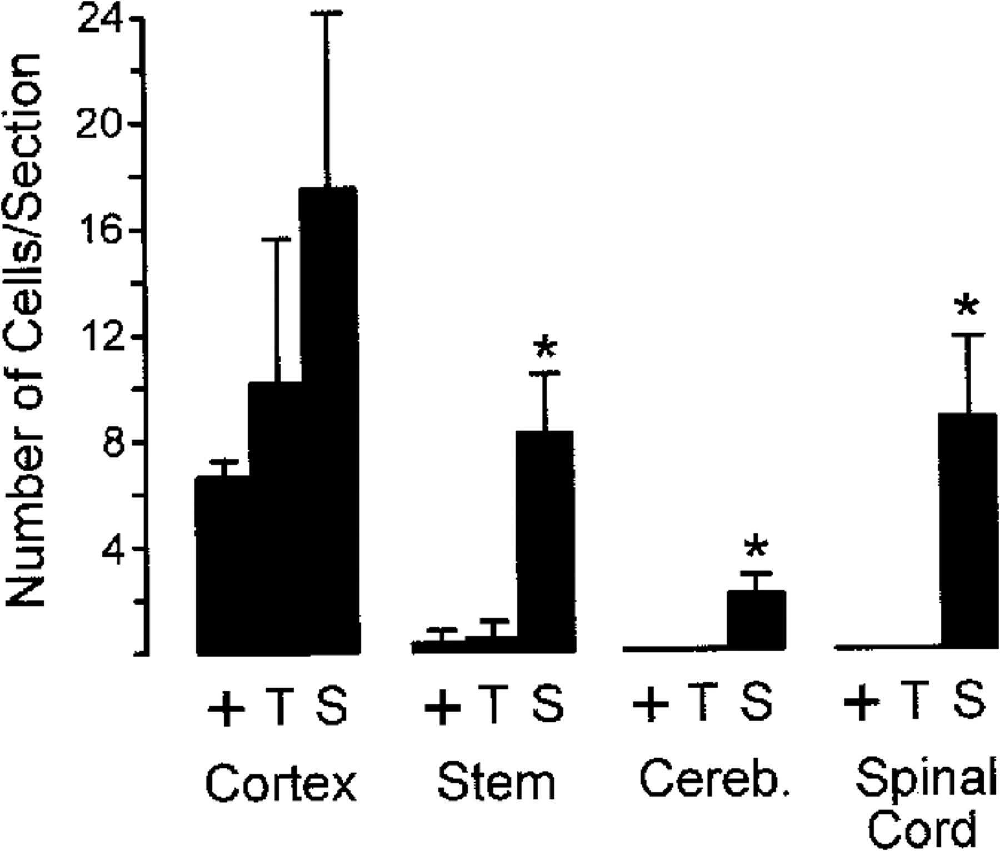 Number of Cells/Section
24
20
16
12
8
4
* * *
+ T S + T S + T S + T S
Cortex Stem Cereb. Spinal Cord